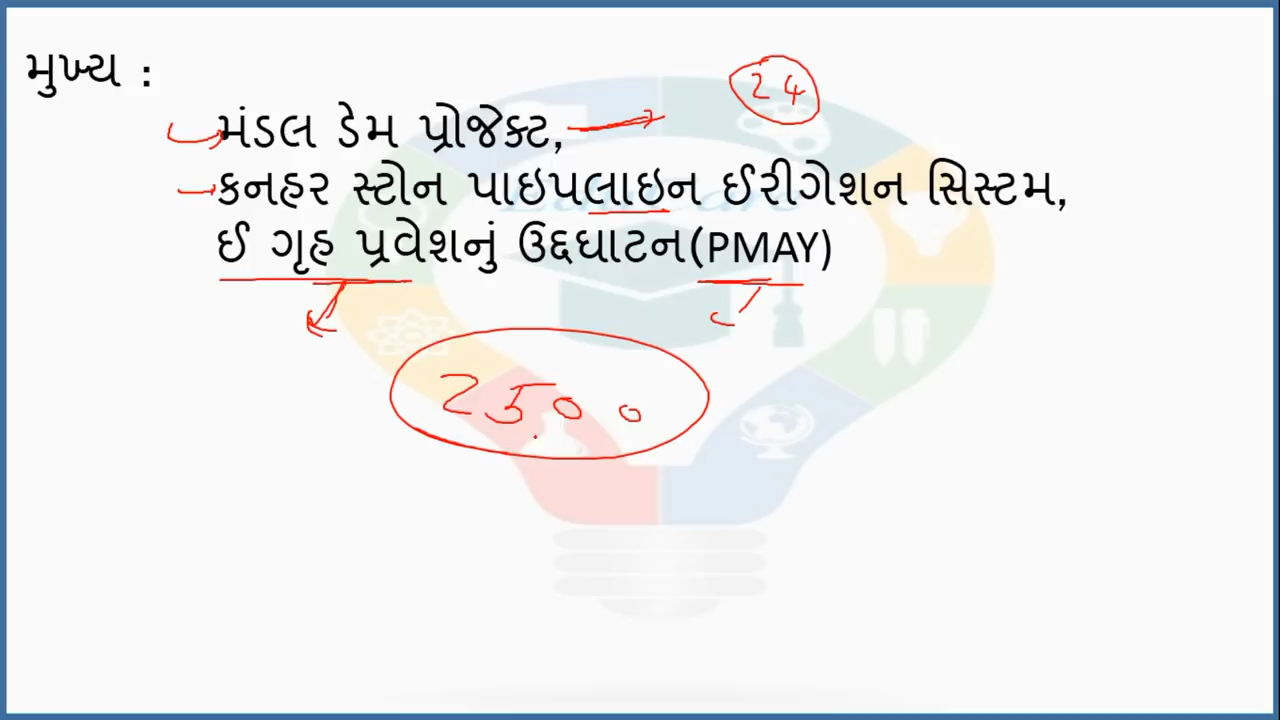 મુખ્ય :
24
મંડલ ડેમ પ્રોજેક્ટ,
કનહર સ્ટોન પાઇપલાઇન ઈરીગેશન સિસ્ટમ,
ઈ ગૃહ પ્રવેશનું ઉદ્દઘાટન(PMAY)
2500